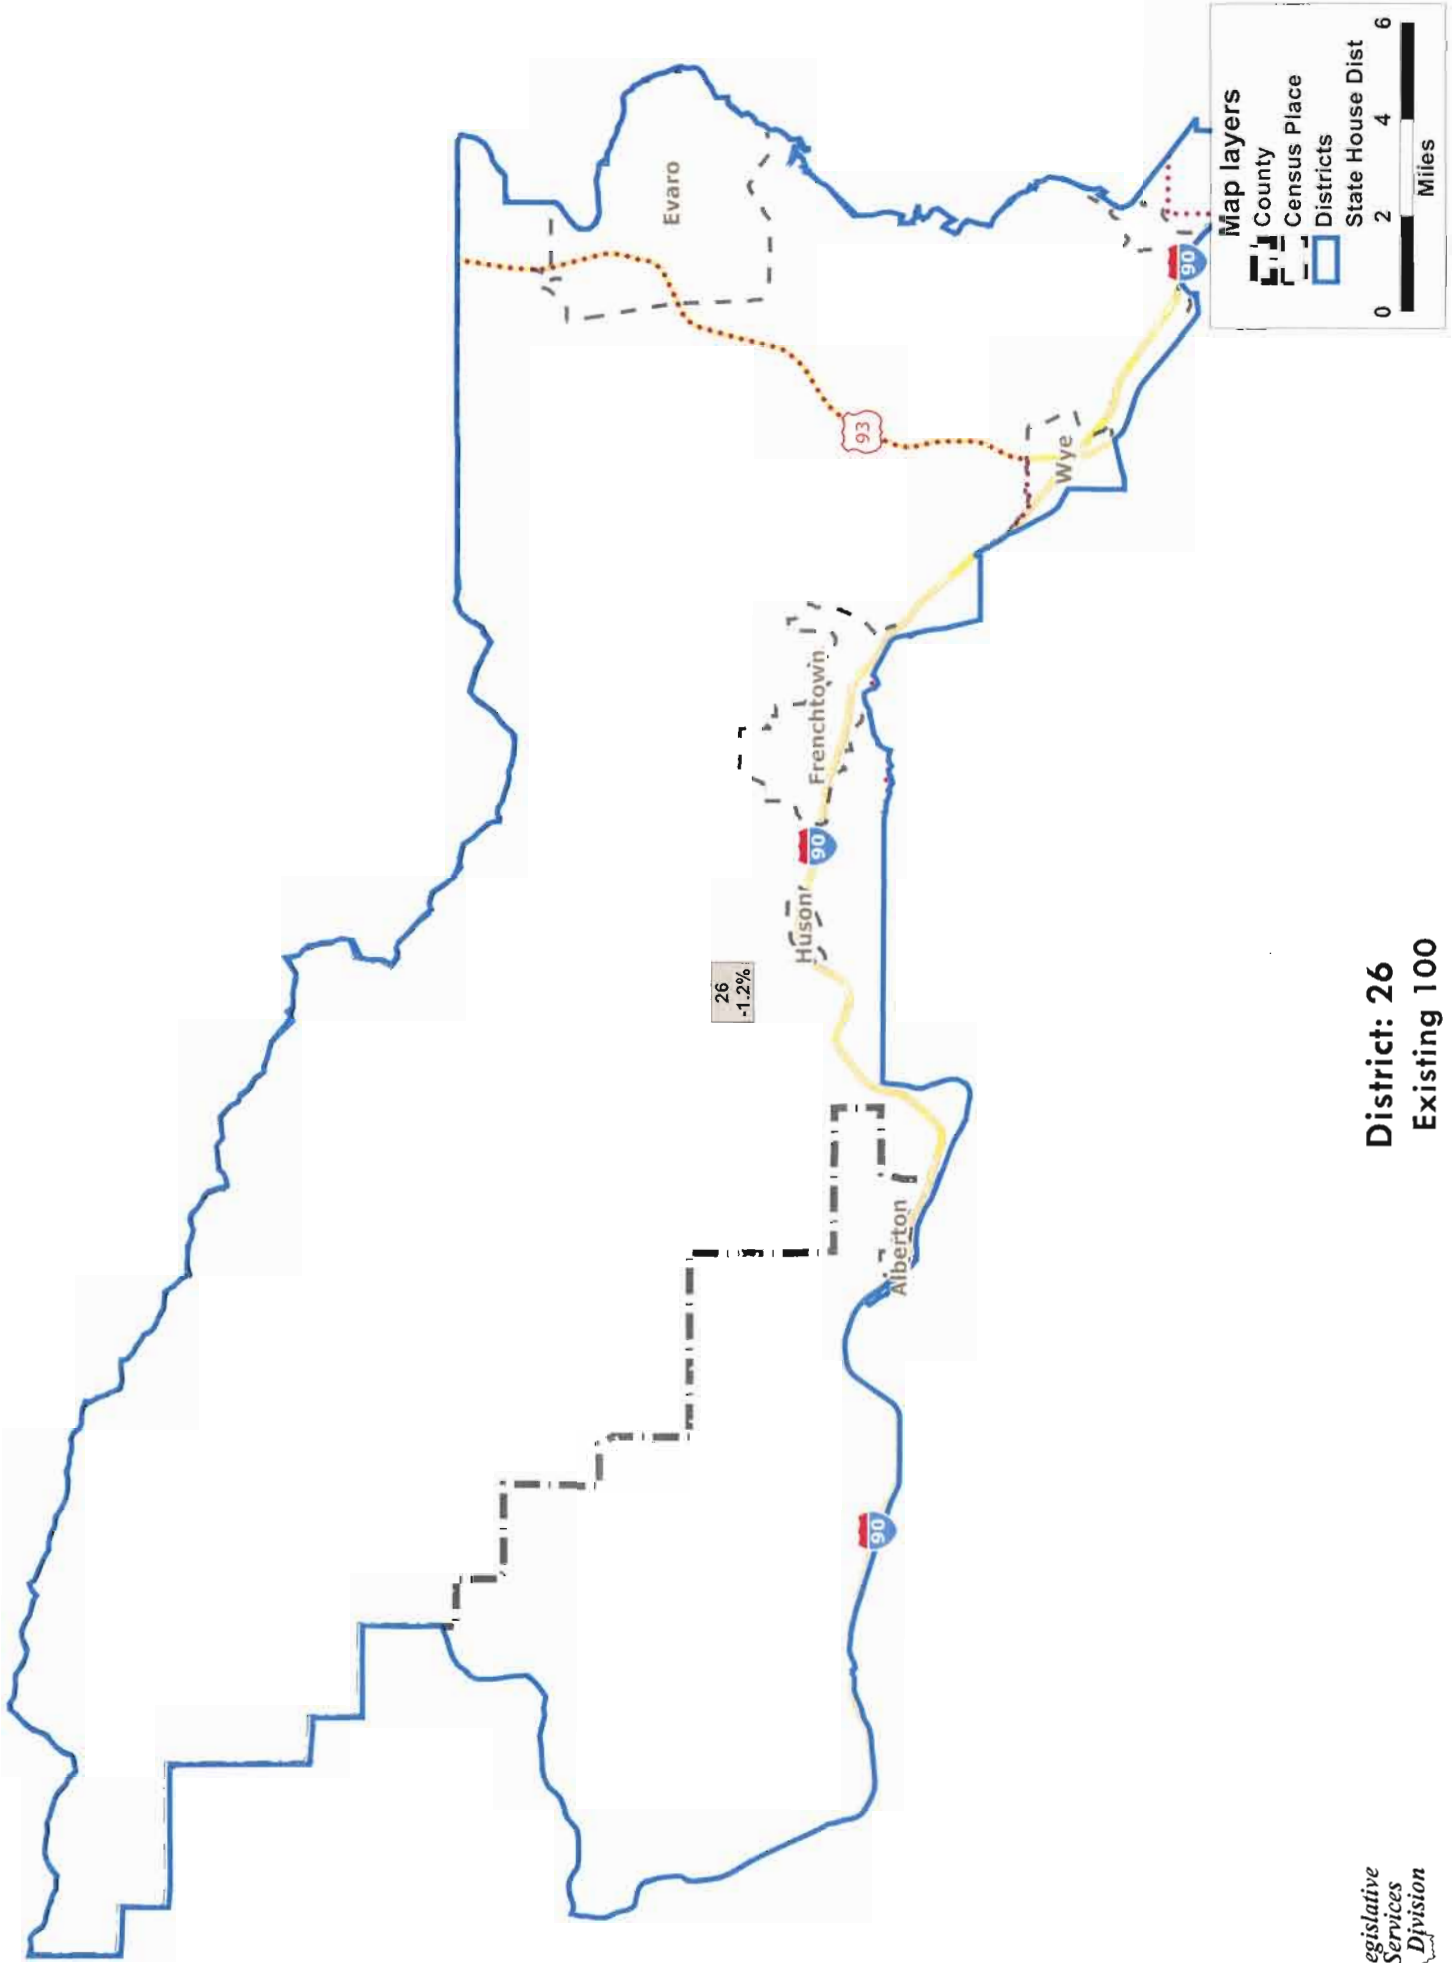 Evaro
93
Wye
90
Frenchtown
90
Huson
26
-1.2%
Alberton
90
Map layers
County
Census Place
Districts
State House Dist
0 2 4 6
Miles
District: 26
Existing 100
egislative
Services
Division